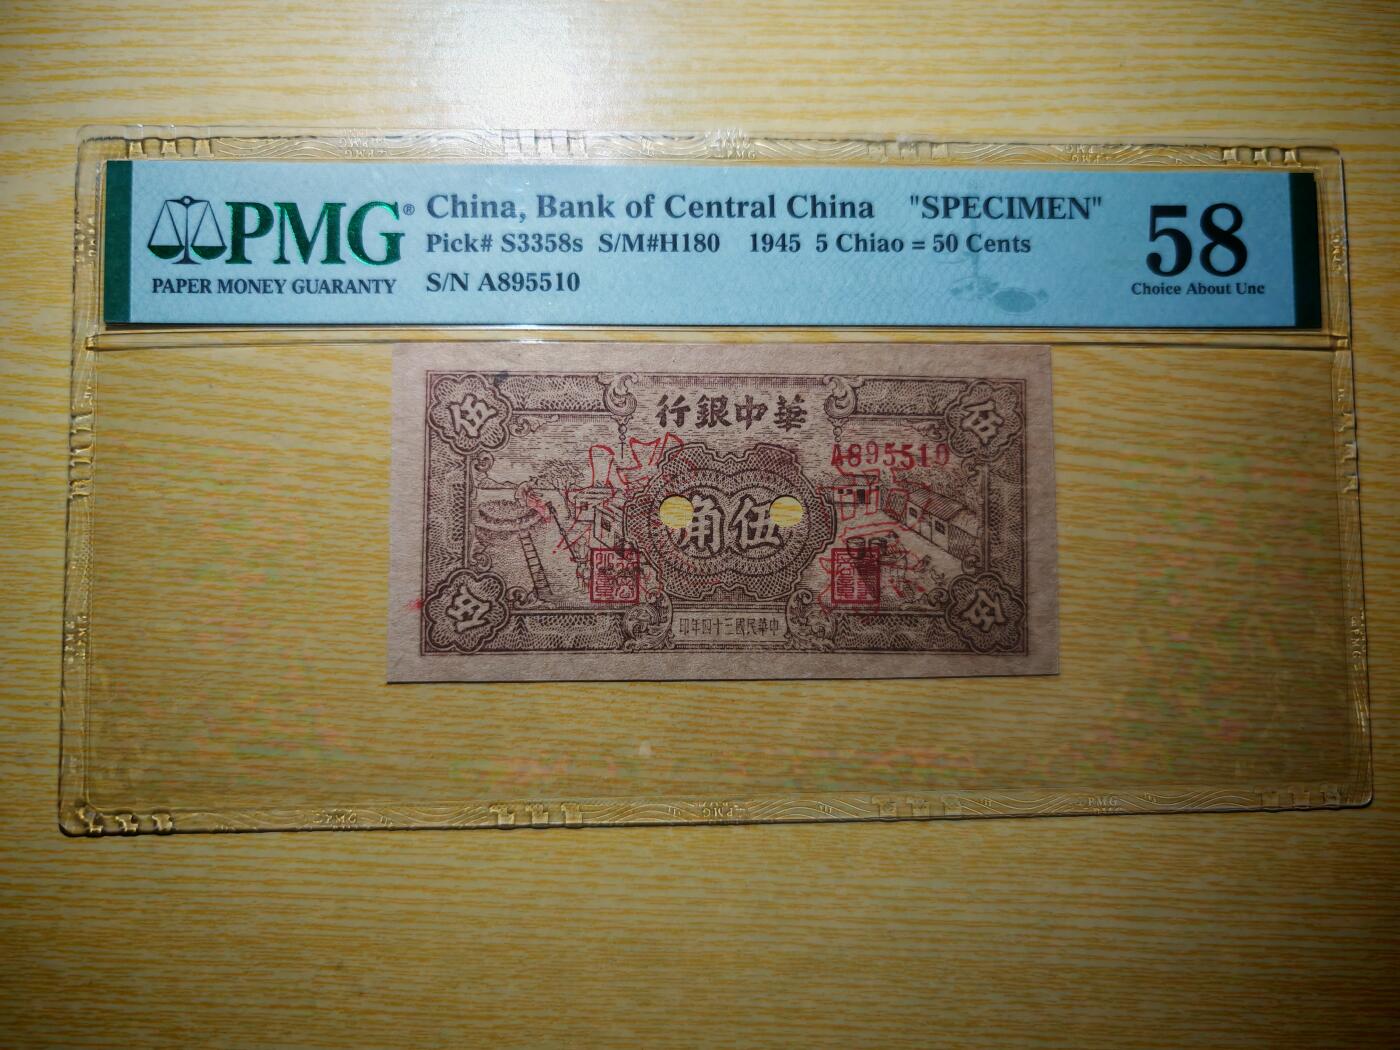 PMG®
PAPER MONEY GUARANTY
China, Bank of Central China "SPECIMEN"
Pick# S3358s S/M#H180 1945 5 Chiao = 50 Cents
S/N A895510
58
Choice About Unc
行銀中華
伍
伍
A895510
角伍
伍
伍
印年四十三國民華中